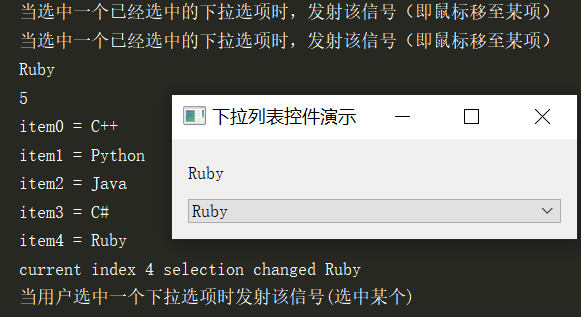 当选中一个已经选中的下拉选项时，发射该信号（即鼠标移至某项）
当选中一个已经选中的下拉选项时，发射该信号（即鼠标移至某项）
Ruby
5
item0 = C++
item1 = Python
item2 = Java
item3 = C#
item4 = Ruby
current index 4 selection changed Ruby
当用户选中一个下拉选项时发射该信号(选中某个)
下拉列表控件演示
Ruby
Ruby